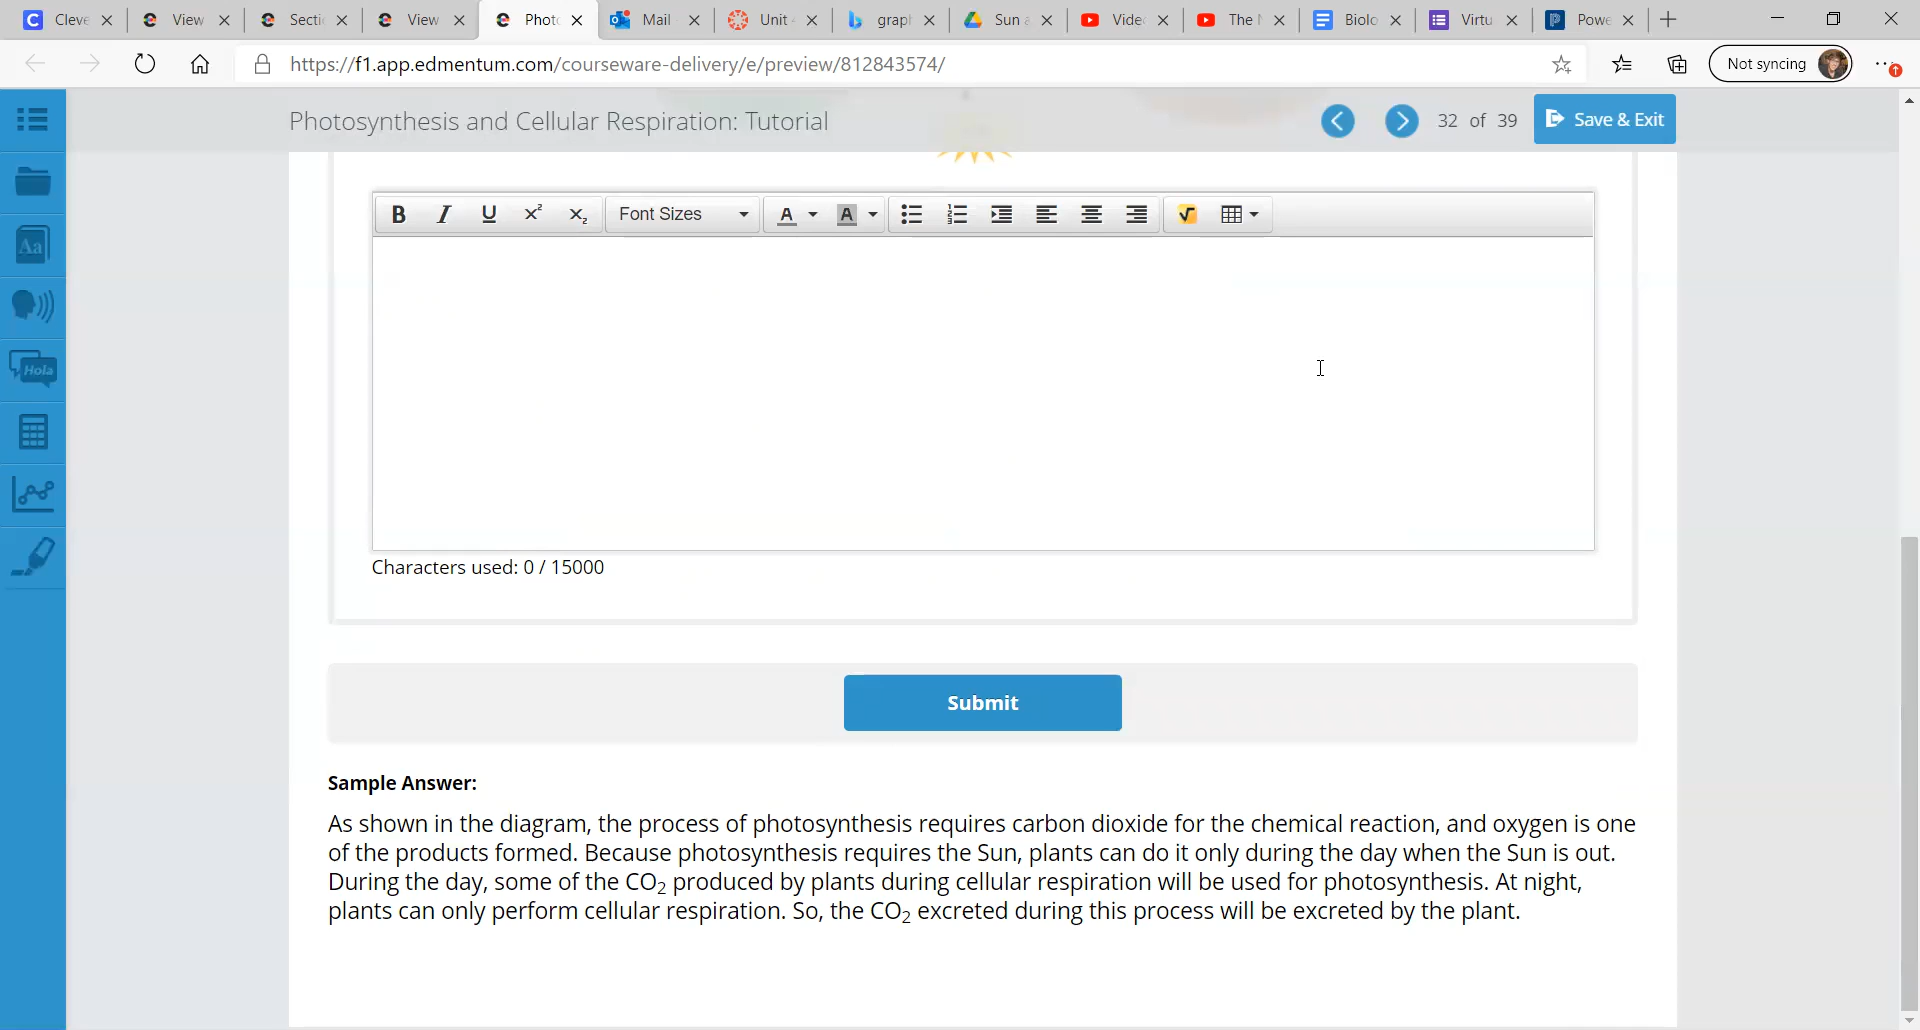 Cleve
View
Secti
View
Photo
Mail
Unit
grap
Sun a
Vide
The
Biolo
Virtu
Powe
https://f1.app.edmentum.com/courseware-delivery/e/preview/812843574/
Not syncing
Photosynthesis and Cellular Respiration: Tutorial
32 of 39
Save & Exit
Aa
Hola
B I U x² x₂ Font Sizes A A
Characters used: 0 / 15000
Submit
Sample Answer:
As shown in the diagram, the process of photosynthesis requires carbon dioxide for the chemical reaction, and oxygen is one
of the products formed. Because photosynthesis requires the Sun, plants can do it only during the day when the Sun is out.
During the day, some of the CO₂ produced by plants during cellular respiration will be used for photosynthesis. At night,
plants can only perform cellular respiration. So, the CO₂ excreted during this process will be excreted by the plant.